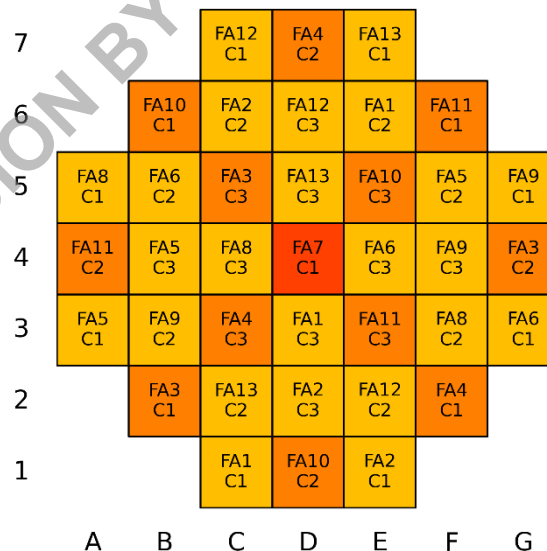 7
FA12 FA4 FA13
C1 C2 C1
6
FA10 FA2 FA12 FA1 FA11
C1 C2 C3 C2 C1
5
FA8 FA6 FA3 FA13 FA10 FA5 FA9
C1 C2 C3 C3 C3 C2 C1
4
FA11 FA5 FA8 FA7 FA6 FA9 FA3
C2 C3 C3 C1 C3 C3 C2
3
FA5 FA9 FA4 FA1 FA11 FA8 FA6
C1 C2 C3 C3 C3 C2 C1
2
FA3 FA13 FA2 FA12 FA4
C1 C2 C3 C2 C1
1
FA1 FA10 FA2
C1 C2 C1
A B C D E F G
ION BY